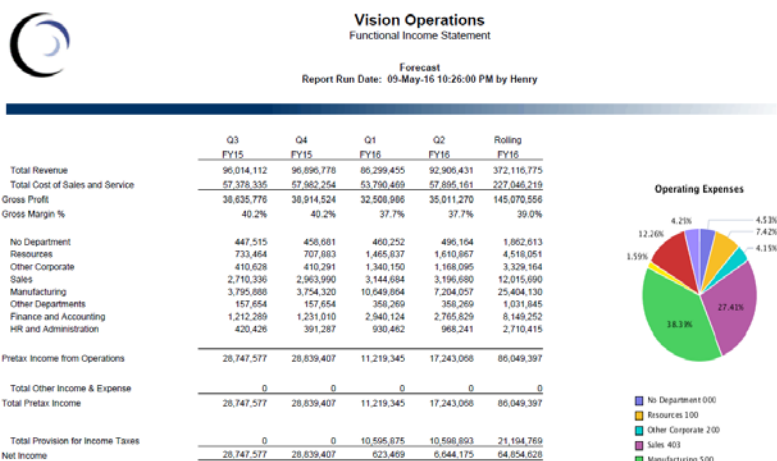 Vision Operations
Functional Income Statement
Forecast
Report Run Date: 09-May-16 10:26:00 PM by Henry
Q3 Q4 Q1 Q2 Rolling
FY15 FY15 FY16 FY16 FY16
Total Revenue 96,014,112 96,896,778 86,299,455 92,906,431 372,116,775
Total Cost of Sales and Service 57,378,335 57,982,254 53,790,469 57,895,161 227,046,219
Gross Profit 38,635,776 38,914,524 32,508,986 35,011,270 145,070,556
Gross Margin % 40.2% 40.2% 37.7% 37.7% 39.0%
No Department 447,515 458,681 460,252 496,164 1,862,613
Resources 733,464 707,883 1,465,837 1,610,867 4,518,051
Other Corporate 410,628 410,291 1,340,150 1,168,095 3,329,164
Sales 2,710,336 2,963,990 3,144,684 3,196,680 12,015,690
Manufacturing 3,795,888 3,754,320 10,649,864 7,204,057 25,404,130
Other Departments 157,654 157,654 358,269 358,269 1,031,845
Finance and Accounting 1,212,289 1,231,010 2,940,124 2,765,829 8,149,252
HR and Administration 420,426 391,287 930,462 968,241 2,710,415
Pretax Income from Operations 28,747,577 28,839,407 11,219,345 17,243,068 86,049,397
Total Other Income & Expense 0 0 0 0 0
Total Pretax Income 28,747,577 28,839,407 11,219,345 17,243,068 86,049,397
Total Provision for Income Taxes 0 0 10,595,875 10,598,893 21,194,769
Net Income 28,747,577 28,839,407 623,469 6,644,175 64,854,628
Operating Expenses
4.25%
4.53%
7.42%
12.26%
4.15%
1.59%
27.41%
38.39%
No Department 000
Resources 100
Other Corporate 200
Sales 403
Manufacturing 500